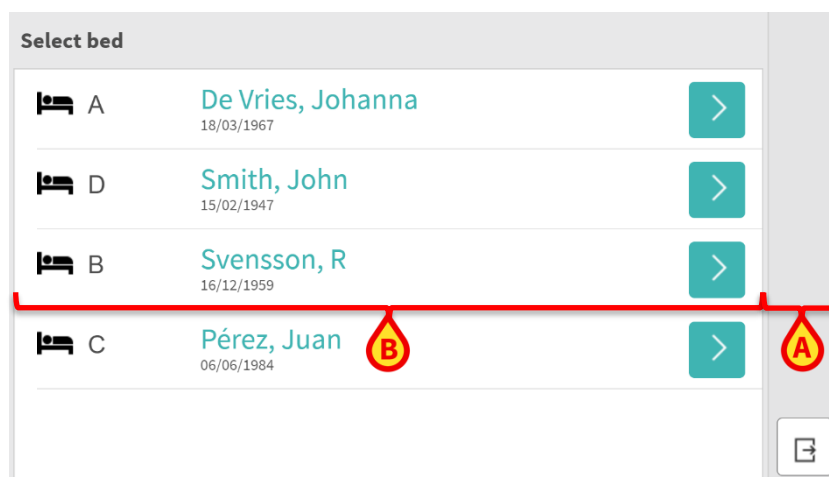 Select bed
A De Vries, Johanna
18/03/1967
D Smith, John
15/02/1947
B Svensson, R
16/12/1959
C Pérez, Juan
06/06/1984
B
A